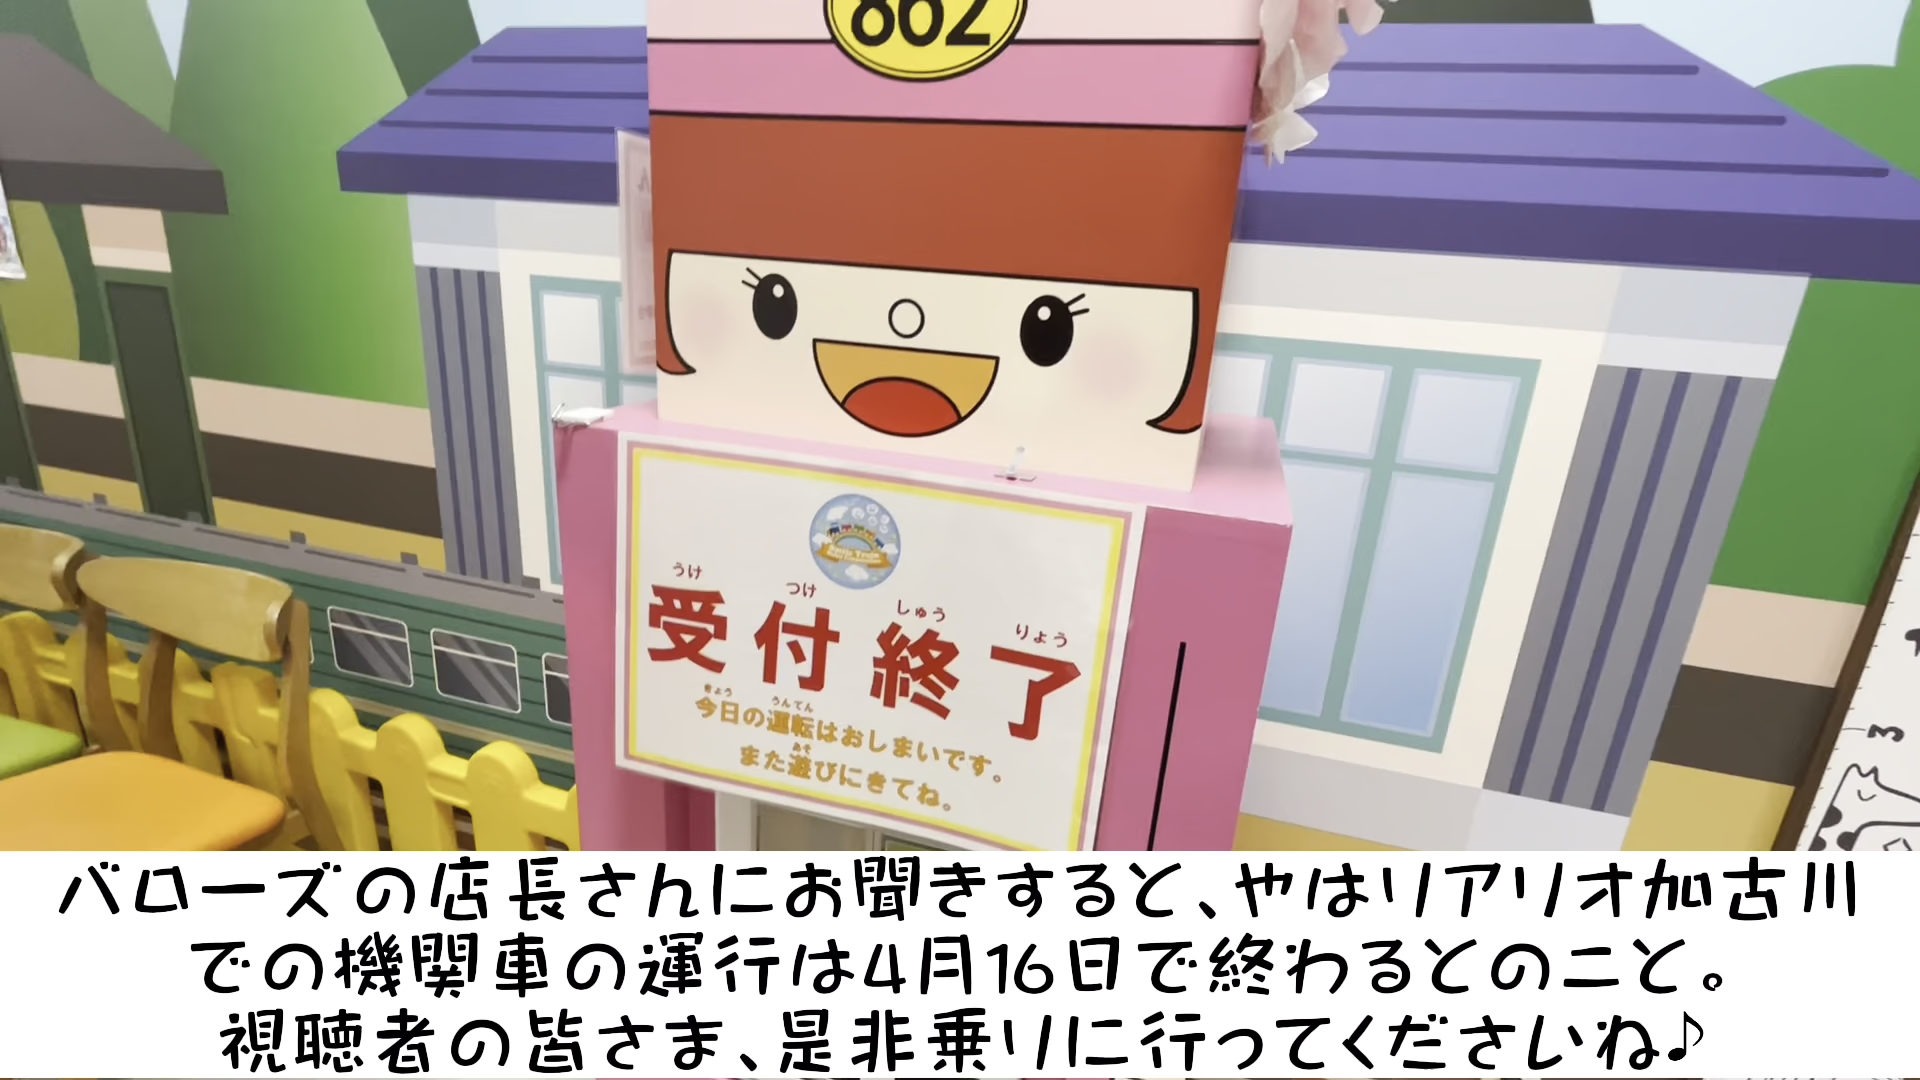 862
うけ つけ しゅう りょう
受付終了
きょう うんてん
今日の運転はおしまいです。
あそ
また遊びにきてね。
3
バローズの店長さんにお聞きすると、やはりアリオ加古川
での機関車の運行は4月16日で終わるとのこと。
視聴者の皆さま、是非乗りに行ってくださいね♪